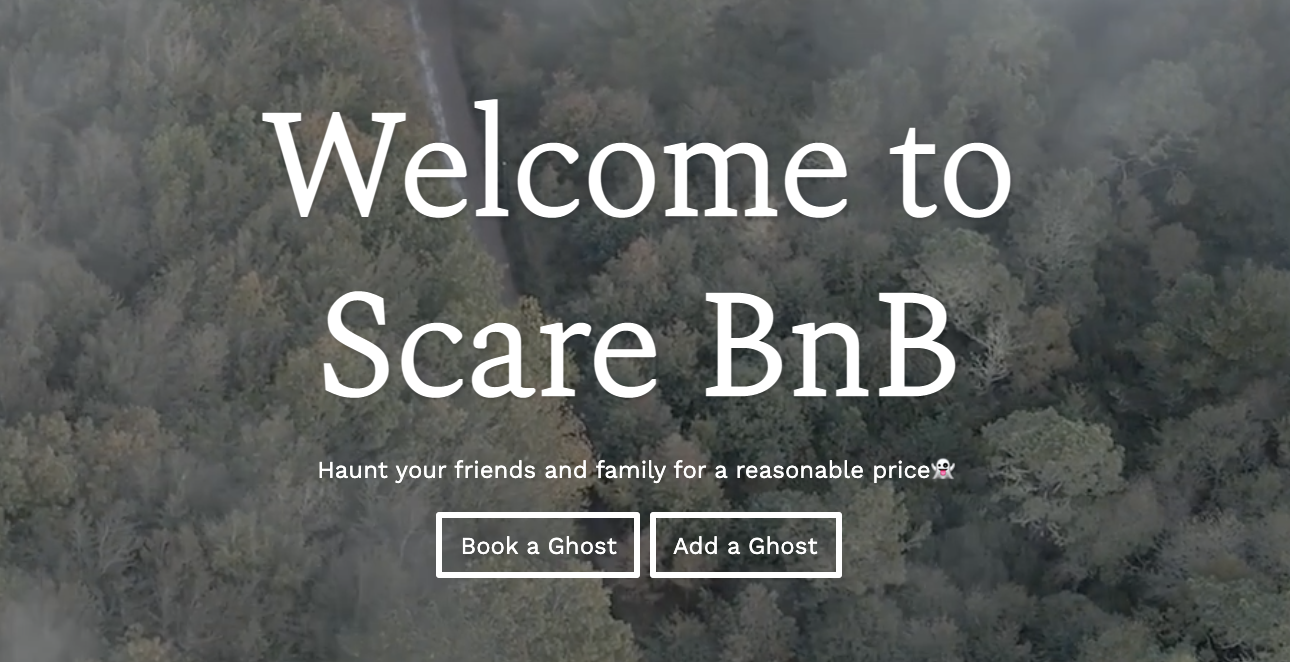 Welcome to
Scare BnB
Haunt your friends and family for a reasonable price👻
Book a Ghost
Add a Ghost